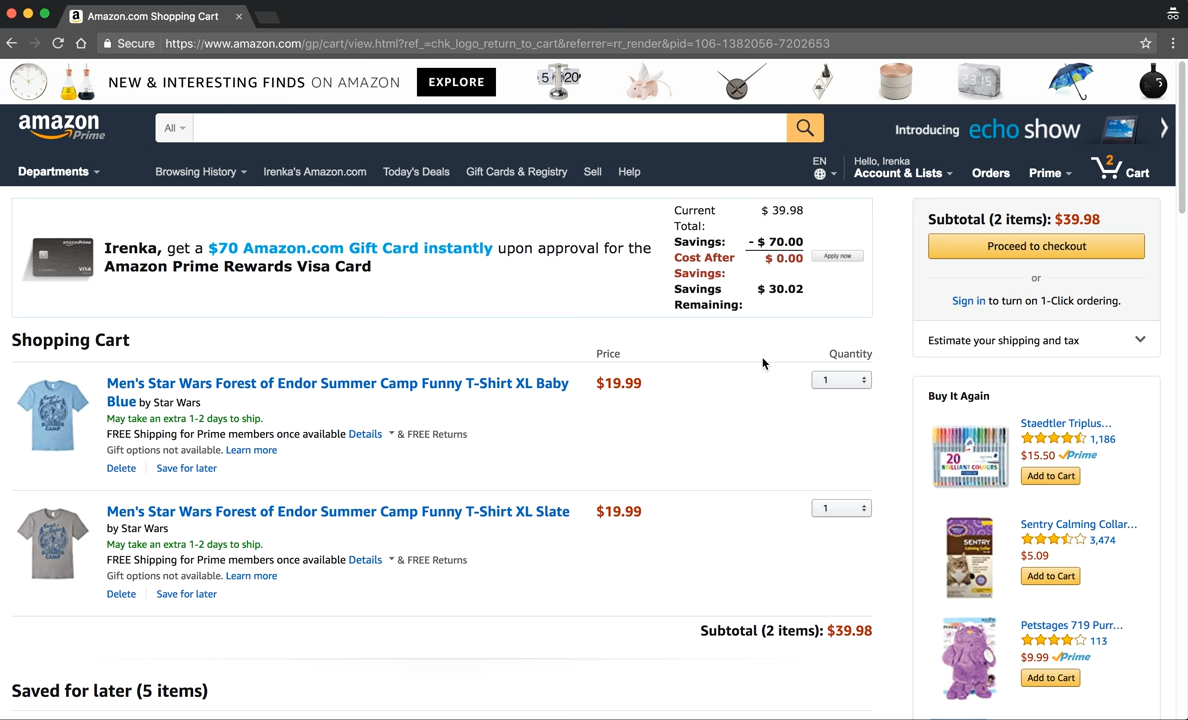 Amazon.com Shopping Cart
Secure https://www.amazon.com/gp/cart/view.html?ref_=chk_logo_return_to_cart&referrer=rr_render&pid=106-1382056-7202653
NEW & INTERESTING FINDS ON AMAZON EXPLORE
5 20
23:15
amazon Prime
All
Introducing echo show
Departments
Browsing History Irenka's Amazon.com Today's Deals Gift Cards & Registry Sell Help
EN
Hello, Irenka
Account & Lists
Orders
Prime
2
Cart
amazonPrime
VISA
Irenka, get a $70 Amazon.com Gift Card instantly upon approval for the
Amazon Prime Rewards Visa Card
Current Total: $ 39.98
Savings: - $ 70.00
Cost After Savings: $ 0.00
Savings Remaining: $ 30.02
Apply now
Subtotal (2 items): $39.98
Proceed to checkout
or
Sign in to turn on 1-Click ordering.
Estimate your shipping and tax
Shopping Cart
Price Quantity
Men's Star Wars Forest of Endor Summer Camp Funny T-Shirt XL Baby
Blue by Star Wars
$19.99
1
May take an extra 1-2 days to ship.
FREE Shipping for Prime members once available Details & FREE Returns
Gift options not available. Learn more
Delete Save for later
Men's Star Wars Forest of Endor Summer Camp Funny T-Shirt XL Slate
by Star Wars
$19.99
1
May take an extra 1-2 days to ship.
FREE Shipping for Prime members once available Details & FREE Returns
Gift options not available. Learn more
Delete Save for later
Subtotal (2 items): $39.98
Saved for later (5 items)
Buy It Again
20
BRILLIANT COLOURS
Staedtler Triplus...
1,186
$15.50 Prime
Add to Cart
SENTRY
Sentry Calming Collar...
3,474
$5.09
Add to Cart
Petstages 719 Purr...
113
$9.99 Prime
Add to Cart